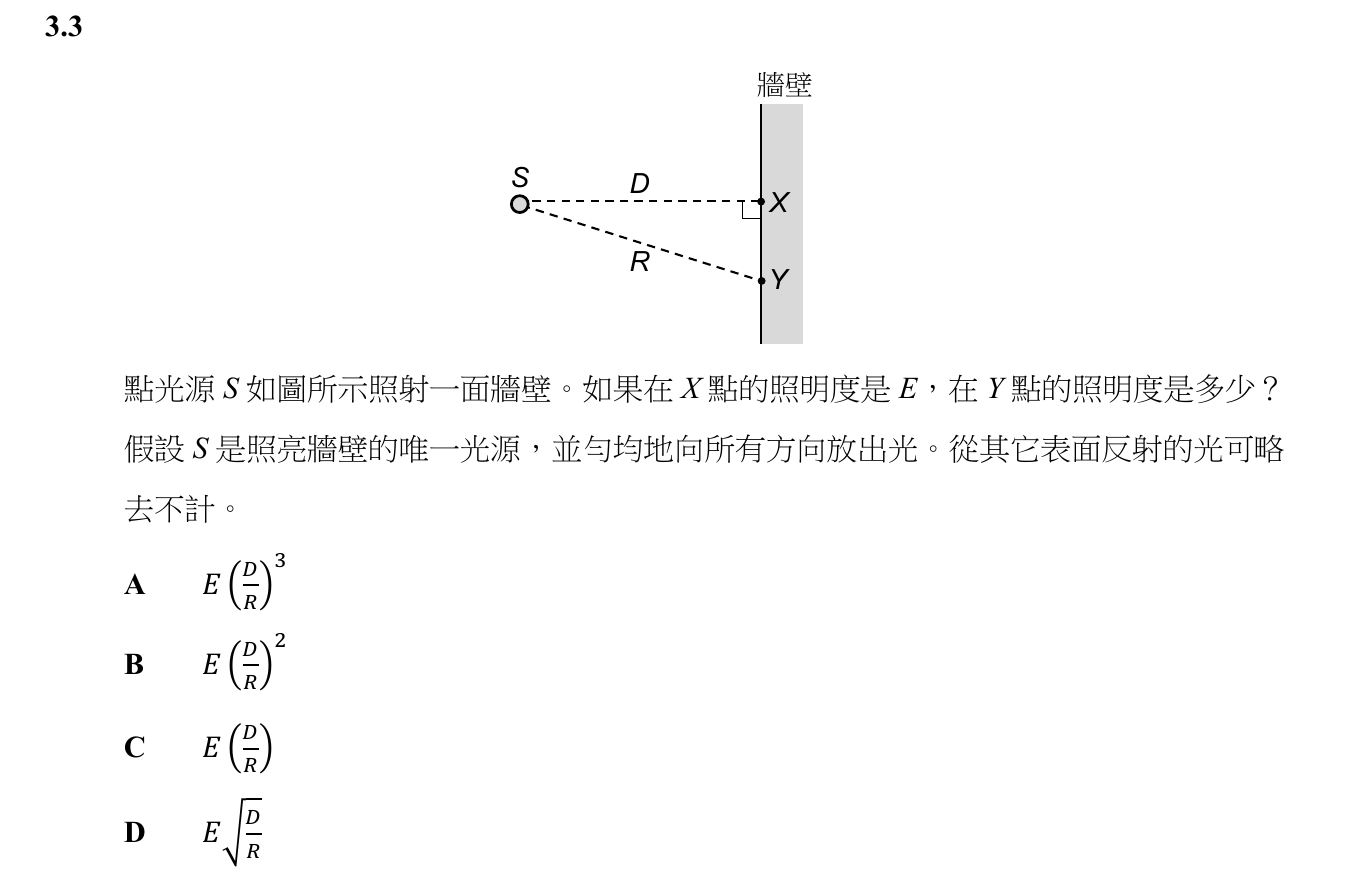 3.3
牆壁
S
D
X
R
Y
點光源 S 如圖所示照射一面牆壁。如果在 X 點的照明度是 E，在 Y 點的照明度是多少？
假設 S 是照亮牆壁的唯一光源，並勻均地向所有方向放出光。從其它表面反射的光可略
去不計。
A E(D/R)^3
B E(D/R)^2
C E(D/R)
D E√(D/R)